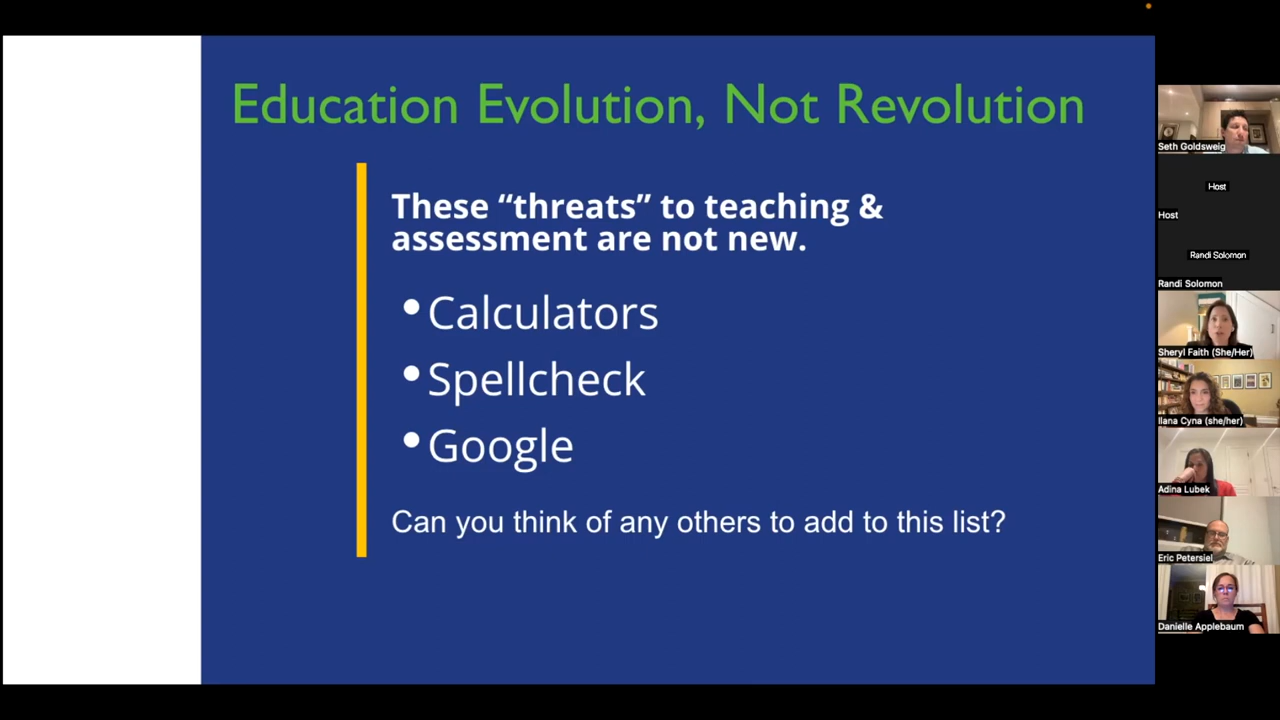 Education Evolution, Not Revolution
These “threats” to teaching &
assessment are not new.
•Calculators
•Spellcheck
•Google
Can you think of any others to add to this list?
Seth Goldsweig
Host
Host
Randi Solomon
Randi Solomon
Sheryl Faith (She/Her)
Ilana Cyna (she/her)
Adina Lubek
Eric Petersiel
Danielle Applebaum